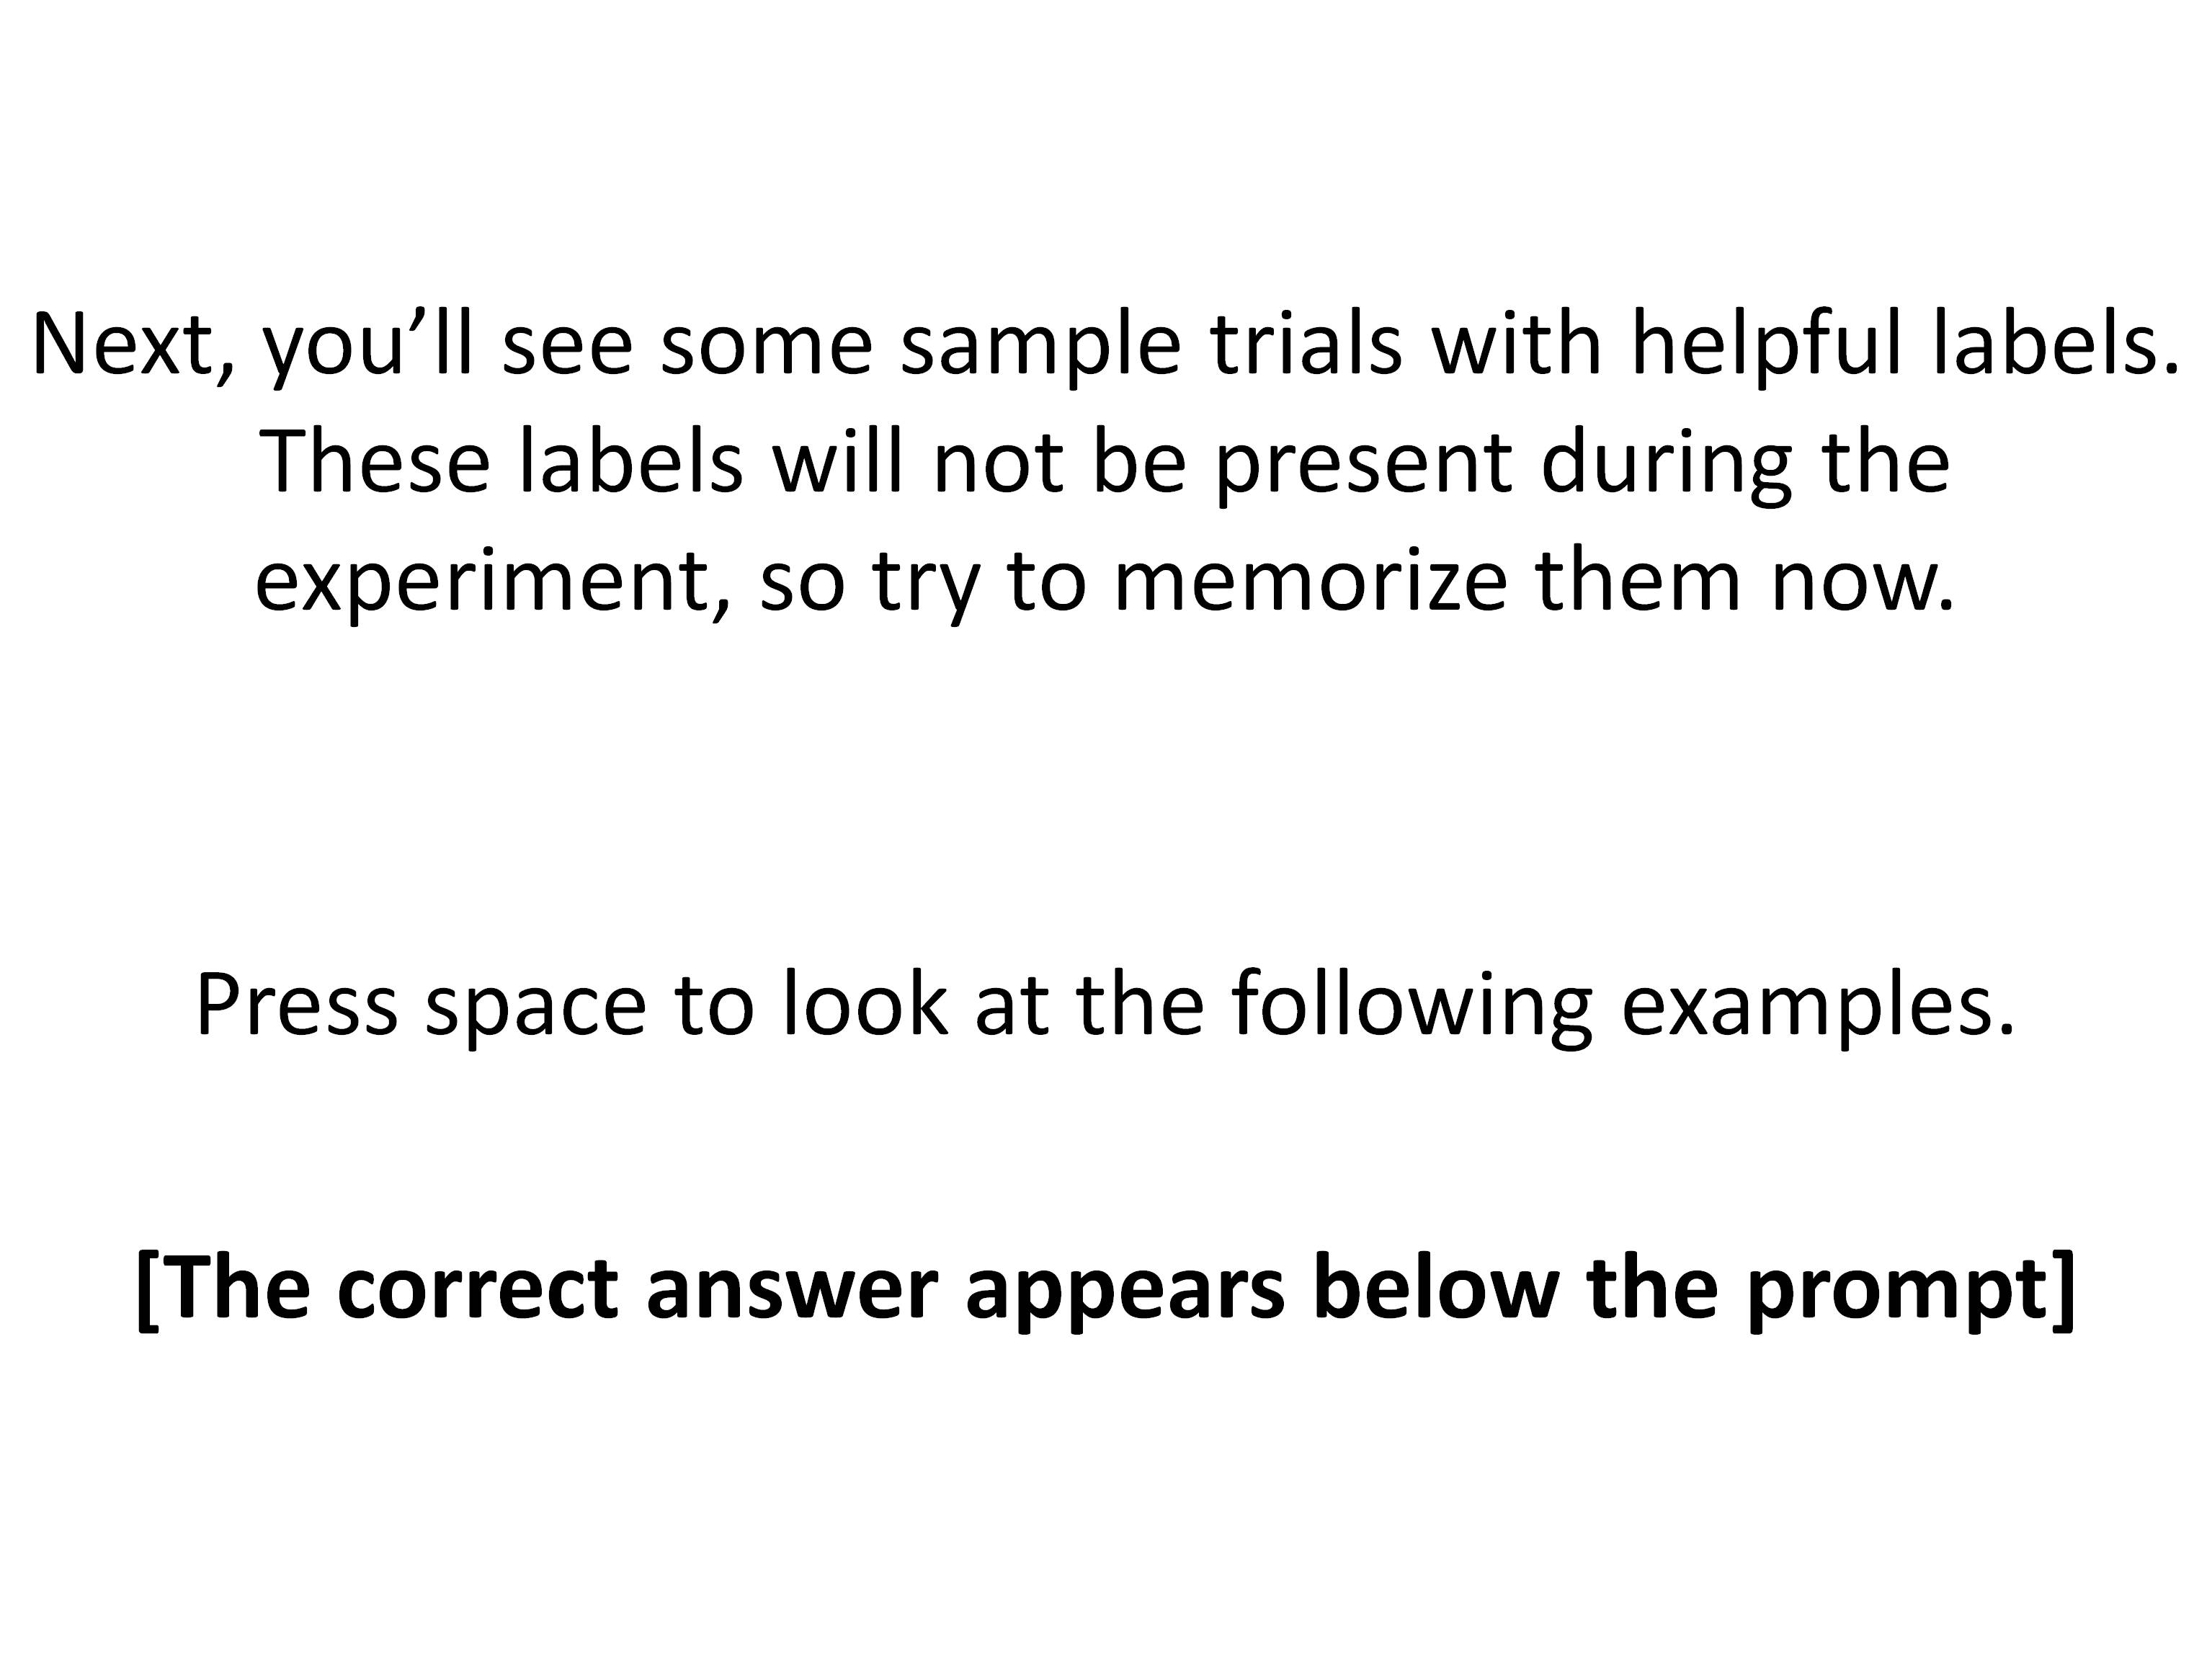 Next, you’ll see some sample trials with helpful labels.
These labels will not be present during the
experiment, so try to memorize them now.
Press space to look at the following examples.
[The correct answer appears below the prompt]